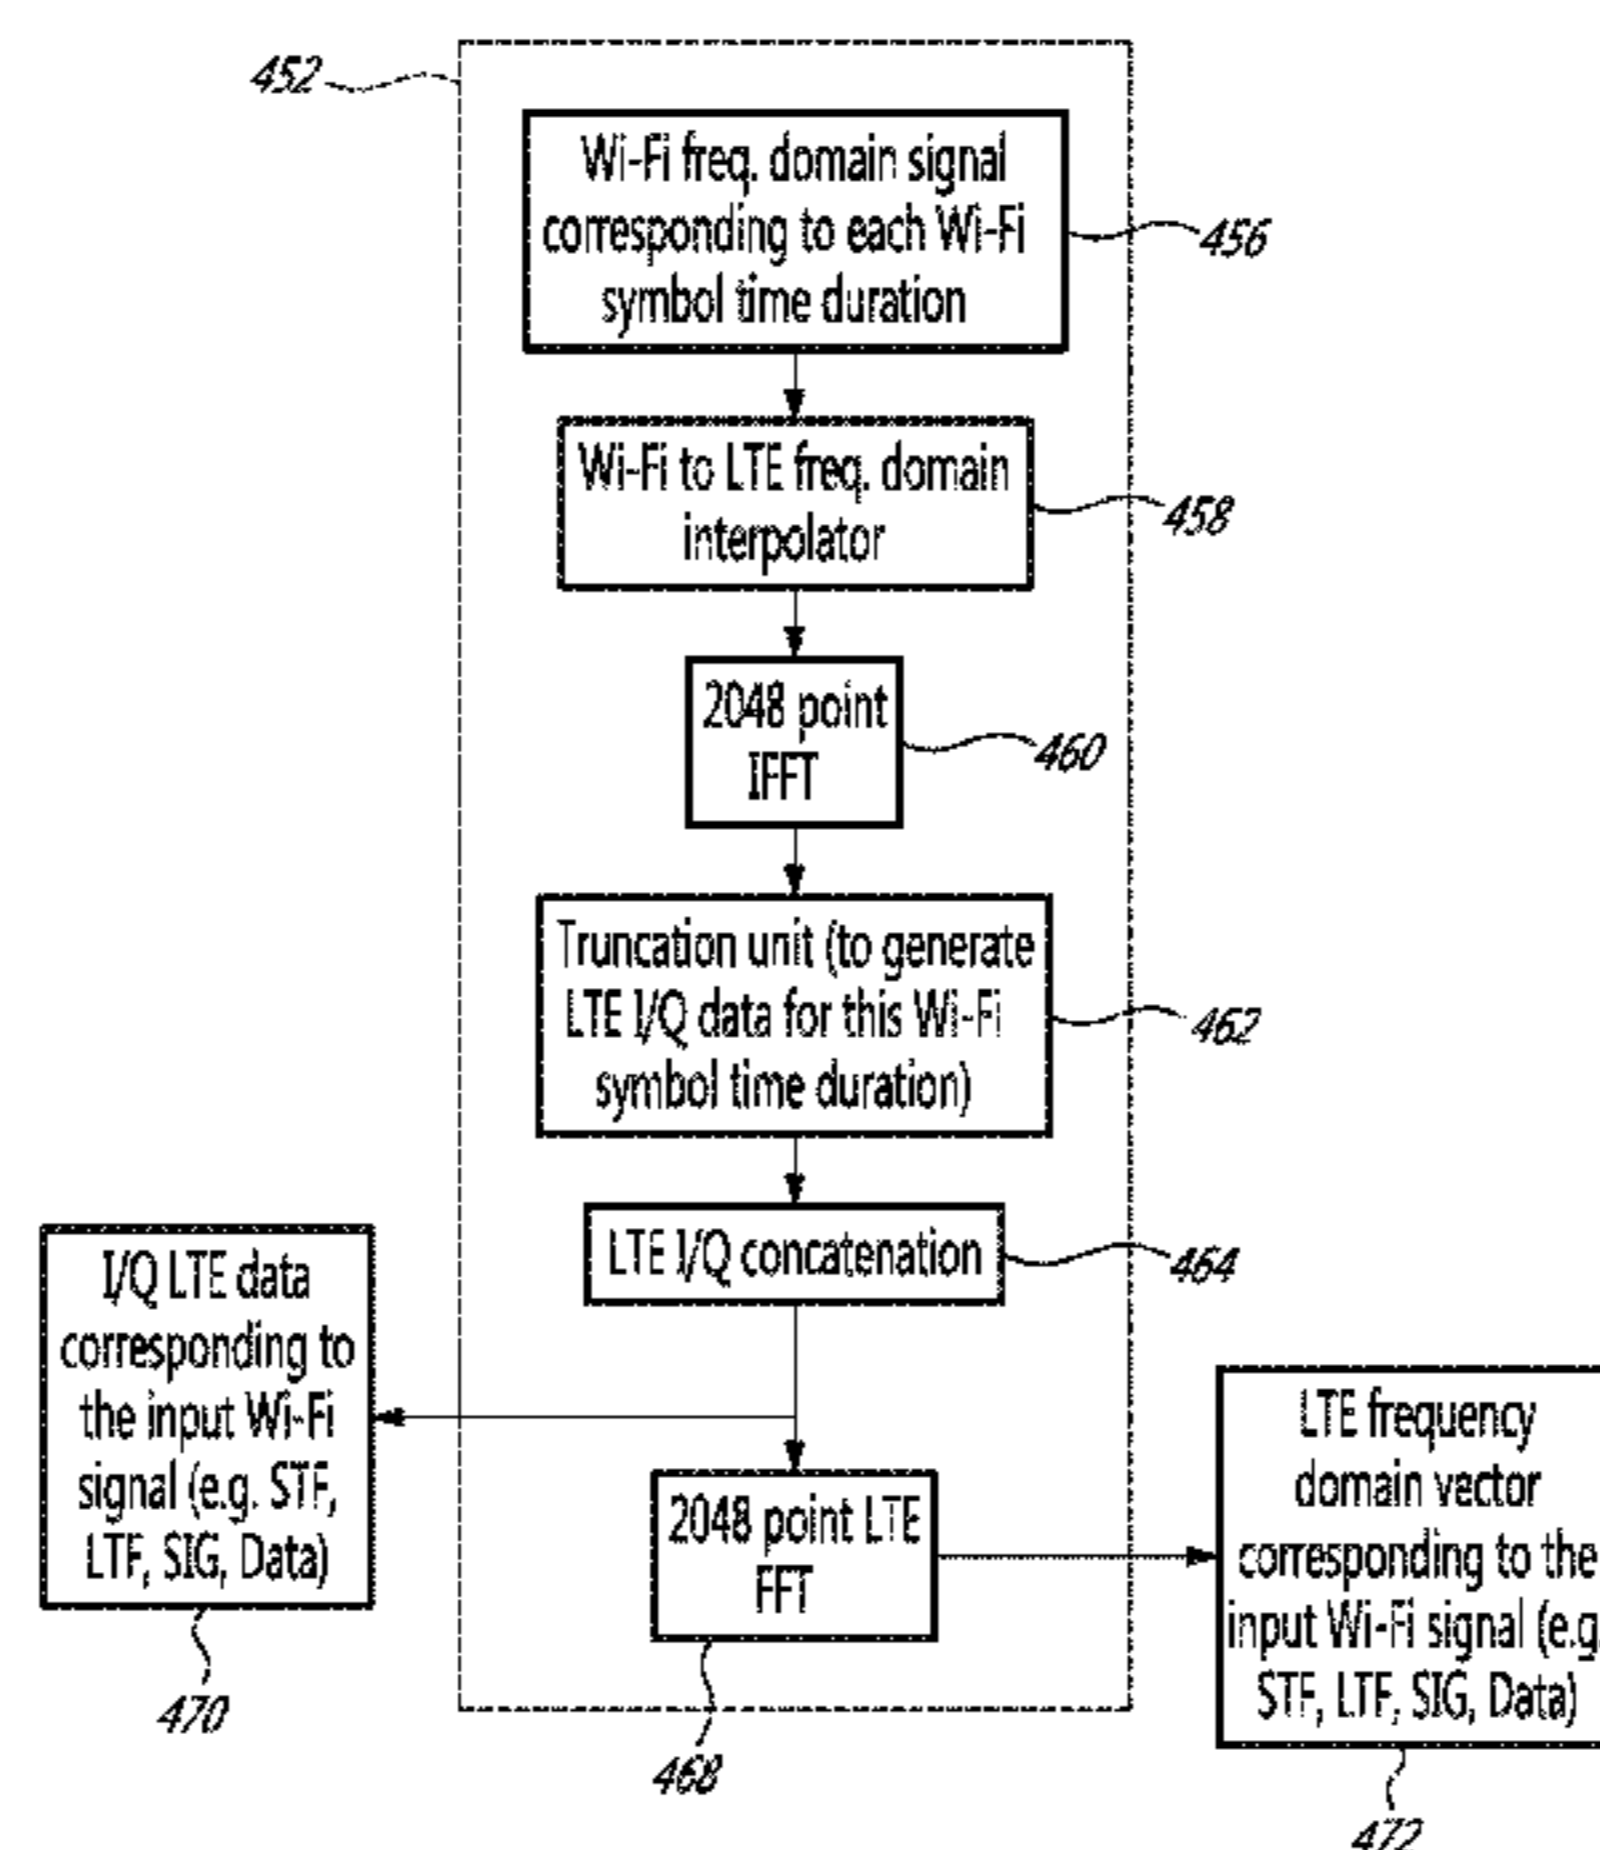 452
Wi-Fi freq. domain signal
corresponding to each Wi-Fi
symbol time duration
456
Wi-Fi to LTE freq. domain
interpolator
458
2048 point
IFFT
460
Truncation unit (to generate
LTE I/Q data for this Wi-Fi
symbol time duration)
462
LTE I/Q concatenation
464
I/Q LTE data
corresponding to
the input Wi-Fi
signal (e.g. STF,
LTF, SIG, Data)
470
2048 point LTE
FFT
468
LTE frequency
domain vector
corresponding to the
input Wi-Fi signal (e.g.
STF, LTF, SIG, Data)
472